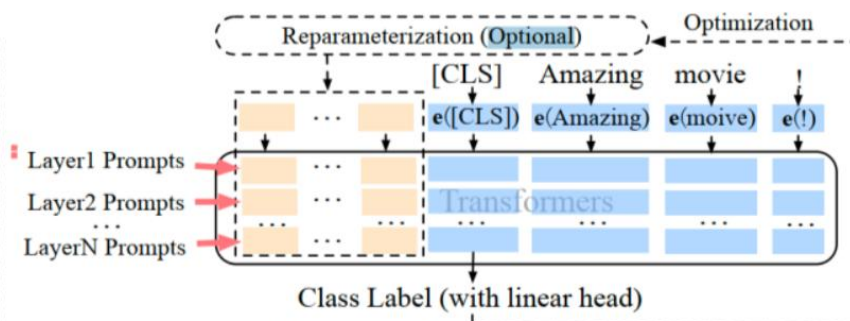 Reparameterization (Optional)
Optimization
[CLS] Amazing movie !
... e([CLS]) e(Amazing) e(moive) e(!)
Layer1 Prompts ...
Layer2 Prompts ... Transformers
... ... ... ... ... ... ...
LayerN Prompts ...
Class Label (with linear head)